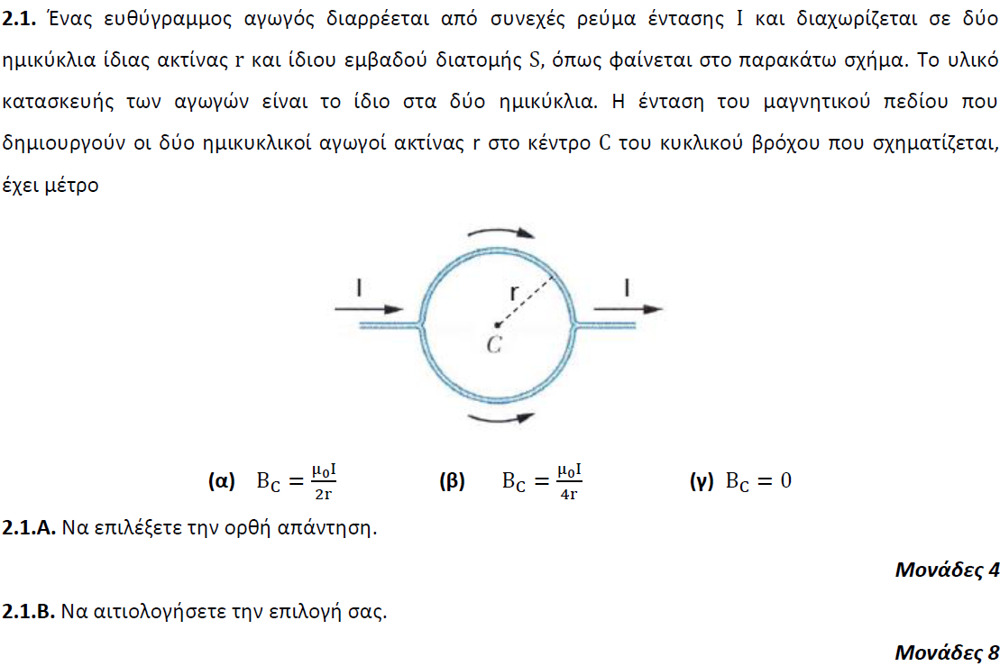 2.1. Ένας ευθύγραμμος αγωγός διαρρέεται από συνεχές ρεύμα έντασης I και διαχωρίζεται σε δύο
ημικύκλια ίδιας ακτίνας r και ίδιου εμβαδού διατομής S, όπως φαίνεται στο παρακάτω σχήμα. Το υλικό
κατασκευής των αγωγών είναι το ίδιο στα δύο ημικύκλια. Η ένταση του μαγνητικού πεδίου που
δημιουργούν οι δύο ημικυκλικοί αγωγοί ακτίνας r στο κέντρο C του κυκλικού βρόχου που σχηματίζεται,
έχει μέτρο
I
r
I
C
(α) B_C = μ₀I/2r (β) B_C = μ₀I/4r (γ) B_C = 0
2.1.Α. Να επιλέξετε την ορθή απάντηση.
Μονάδες 4
2.1.Β. Να αιτιολογήσετε την επιλογή σας.
Μονάδες 8